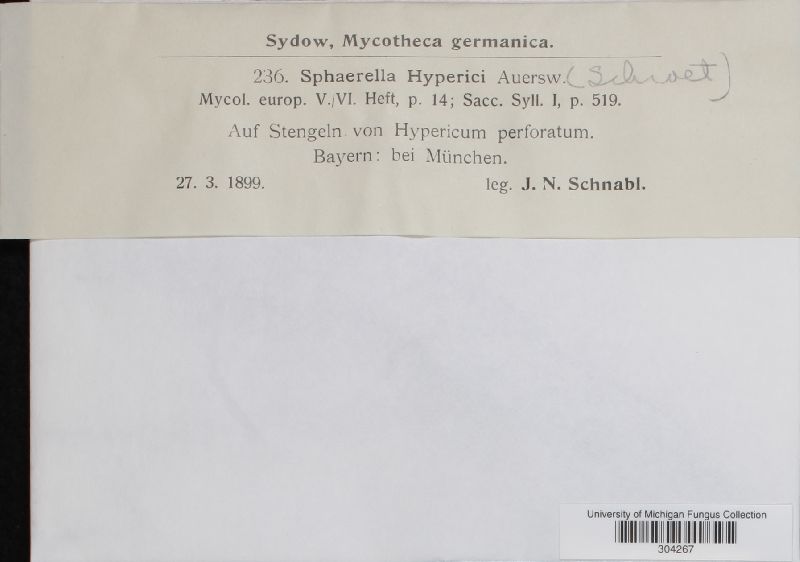 Sydow, Mycotheca germanica.
236. Sphaerella Hyperici Auersw. (Schroet)
Mycol. europ. V./VI. Heft, p. 14; Sacc. Syll. I, p. 519.
Auf Stengeln von Hypericum perforatum.
Bayern: bei München.
27. 3. 1899. leg. J. N. Schnabl.
University of Michigan Fungus Collection
304267